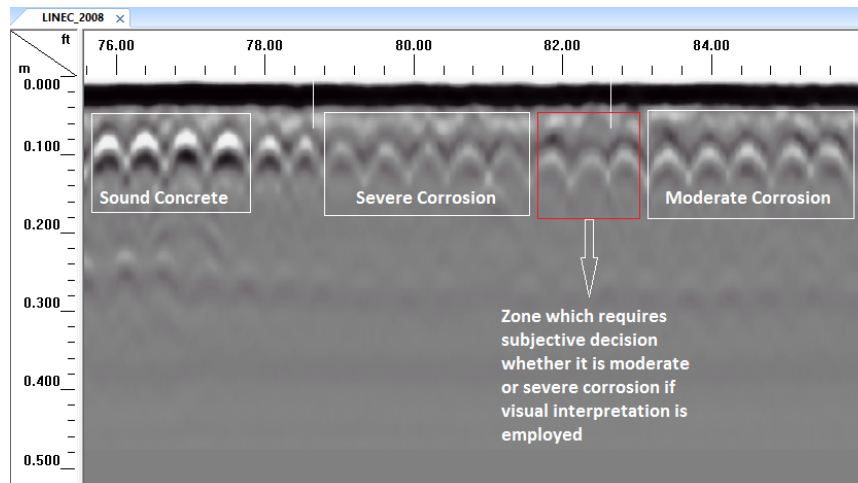 LINEC_2008 ×
ft 76.00 78.00 80.00 82.00 84.00
m
0.000
0.100
Sound Concrete Severe Corrosion Moderate Corrosion
0.200
0.300
Zone which requires
subjective decision
whether it is moderate
or severe corrosion if
visual interpretation is
employed
0.400
0.500